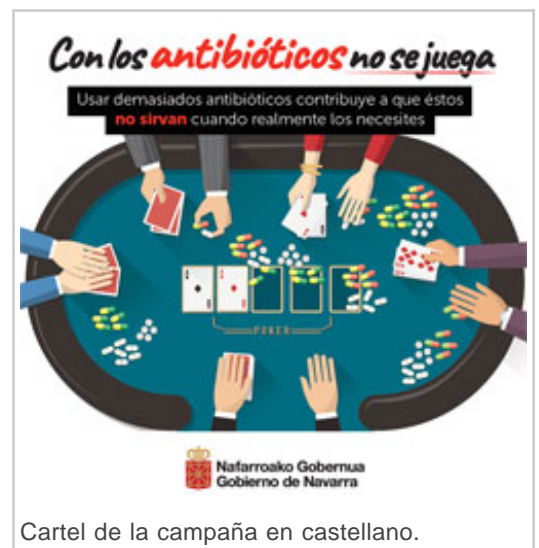 Con los antibióticos no se juega
Usar demasiados antibióticos contribuye a que éstos
no sirvan cuando realmente los necesites
POKER
Nafarroako Gobernua
Gobierno de Navarra
Cartel de la campaña en castellano.